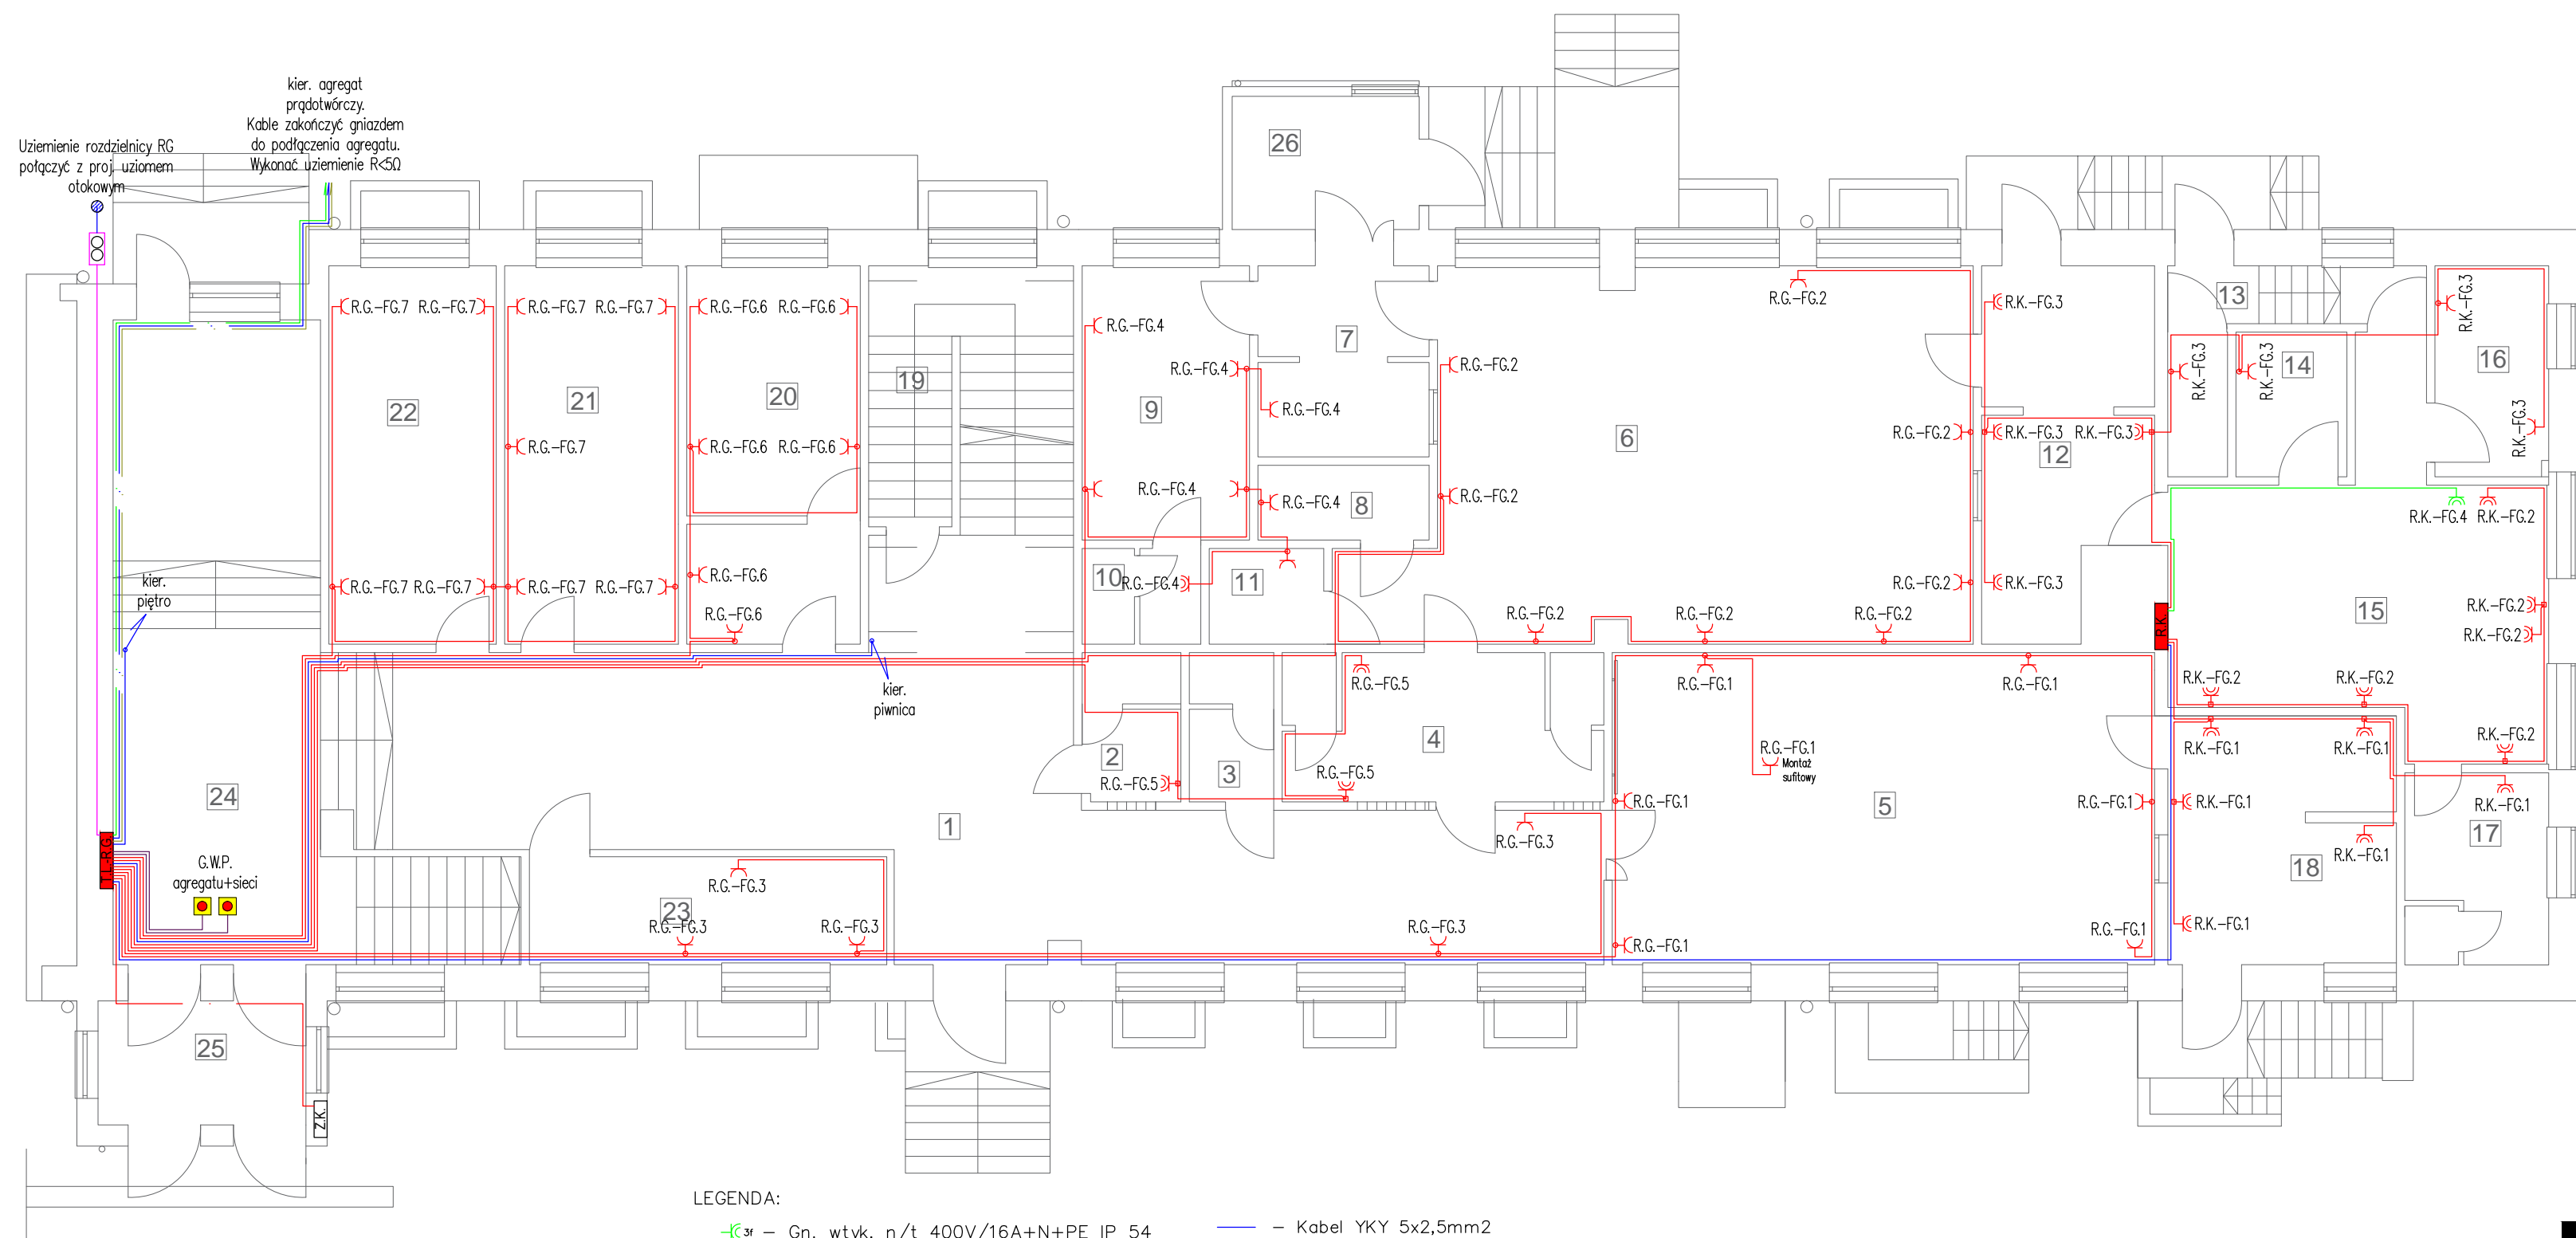 kier. agregat
prądotwórczy.
Kable zakończyć gniazdem
do podłączenia agregatu.
Wykonać uziemienie R<5Ω
Uziemienie rozdzielnicy RG
połączyć z proj. uziomem
otokowym
26
R.G.-FG.7 R.G.-FG.7 R.G.-FG.7 R.G.-FG.7 R.G.-FG.6 R.G.-FG.6
R.G.-FG.4
R.G.-FG.2
R.K.-FG.3
13
R.K.-FG.3
7
R.G.-FG.4
R.G.-FG.2
R.K.-FG.3
R.K.-FG.3
14
16
22
21
20
19
9
R.G.-FG.4
6
R.G.-FG.7
R.G.-FG.6 R.G.-FG.6
R.G.-FG.2
R.K.-FG.3 R.K.-FG.3
12
R.K.-FG.3
R.G.-FG.4
R.G.-FG.4
8
R.G.-FG.2
R.K.-FG.4 R.K.-FG.2
kier.
piętro
R.G.-FG.7 R.G.-FG.7 R.G.-FG.7 R.G.-FG.7
R.G.-FG.6
10
R.G.-FG.4
11
R.G.-FG.2
R.K.-FG.3
R.G.-FG.6
R.G.-FG.2
R.G.-FG.2
R.G.-FG.2
R.K.
15
R.K.-FG.2
R.K.-FG.2
kier.
piwnica
R.G.-FG.5
R.G.-FG.1
R.G.-FG.1
R.K.-FG.2
R.K.-FG.2
24
2
R.G.-FG.5
3
4
R.G.-FG.5
R.G.-FG.1
Montaż
sufitowy
R.K.-FG.1
R.K.-FG.1
R.K.-FG.2
1
R.G.-FG.1
5
R.G.-FG.1
R.K.-FG.1
R.K.-FG.1
T.L.-R.G.
G.W.P.
agregatu+sieci
R.G.-FG.3
R.G.-FG.3
R.K.-FG.1
17
18
23
R.G.-FG.3
R.G.-FG.3
R.G.-FG.3
R.G.-FG.1
R.G.-FG.1
R.K.-FG.1
25
Z.K.
LEGENDA:
3f – Gn. wtyk. n/t 400V/16A+N+PE IP 54
– Kabel YKY 5x2,5mm2